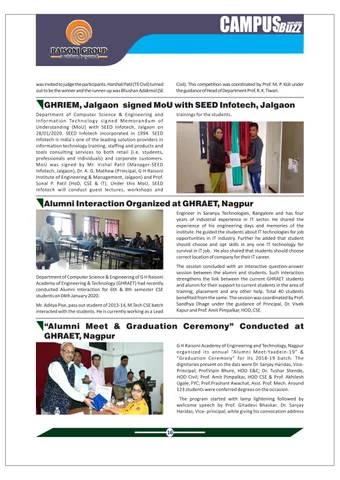 CAMPUS
BUZZ
RAISONI GROUP
a vision beyond
was invited to judge the participants. Harshali Patil (TE Civil) turned
out to be the winner and the runner-up was Bhushan Adakmol (SE
Civil). This competition was coordinated by Prof. M. P. Kolr under
the guidance of Head of Department Prof. R. K. Tiwari.
GHRIEM, Jalgaon signed MoU with SEED Infotech, Jalgaon
Department of Computer Science & Engineering and
Information Technology signed Memorandum of
Understanding (MoU) with SEED Infotech, Jalgaon on
28/01/2020. SEED Infotech incorporated in 1994. SEED
Infotech is India's one of the leading solution providers in
information technology training, staffing and products and
tools consulting services to both retail (i.e. students,
professionals and individuals) and corporate customers.
MoU was signed by Mr. Vishal Patil (Manager-SEED
Infotech, Jalgaon), Dr. A. G. Mathew (Principal, G H Raisoni
Institute of Engineering & Management, Jalgaon) and Prof.
Sonal P. Patil (HoD, CSE & IT). Under this MoU, SEED
Infotech will conduct guest lectures, workshops and
trainings for the students.
Alumni Interaction Organized at GHRAET, Nagpur
Department of Computer Science & Engineering of G H Raisoni
Academy of Engineering & Technology (GHRAET) had recently
conducted Alumni Interaction for 6th & 8th semester CSE
students on 04th January 2020.
Mr. Aditya Pise, pass out student of 2013-14, M.Tech CSE batch
interacted with the students. He is currently working as a Lead
Engineer in Saranyu Technologies, Bangalore and has four
years of industrial experience in IT sector. He shared the
experience of his engineering days and memories of the
institute. He guided the students about IT technologies for job
opportunities in IT industry. Further he added that student
should choose and opt skills in any one IT technology for
survival in IT job. He also shared that students should choose
correct location of company for their IT career.
The session concluded with an interactive question-answer
session between the alumni and students. Such interaction
strengthens the link between the current GHRAET students
and alumni for their support to current students in the area of
training, placement and any other help. Total 40 students
benefited from the same. The session was coordinated by Prof.
Sandhya Dhage under the guidance of Principal, Dr. Vivek
Kapur and Prof. Amit Pimpalkar, HOD, CSE.
"Alumni Meet & Graduation Ceremony" Conducted at
GHRAET, Nagpur
G H Raisoni Academy of Engineering and Technology, Nagpur
organized its annual "Alumni Meet-Yaadein-19" &
"Graduation Ceremony" for its 2018-19 batch. The
dignitaries present on the dais were Dr. Sanjay Haridas, Vice-
Principal; Prof.Vipin Bhure, HOD E&C; Dr. Tushar Shende,
HOD Civil; Prof. Amit Pimpalkar, HOD CSE & Prof. Akhilesh
Ugale, FYC; Prof.Prashant Awachat, Asst. Prof. Mech. Around
123 students were conferred degrees on the occasion.
The program started with lamp lightening followed by
welcome speech by Prof. Gitadevi Bhaskar. Dr. Sanjay
Haridas, Vice- principal, while giving his convocation address